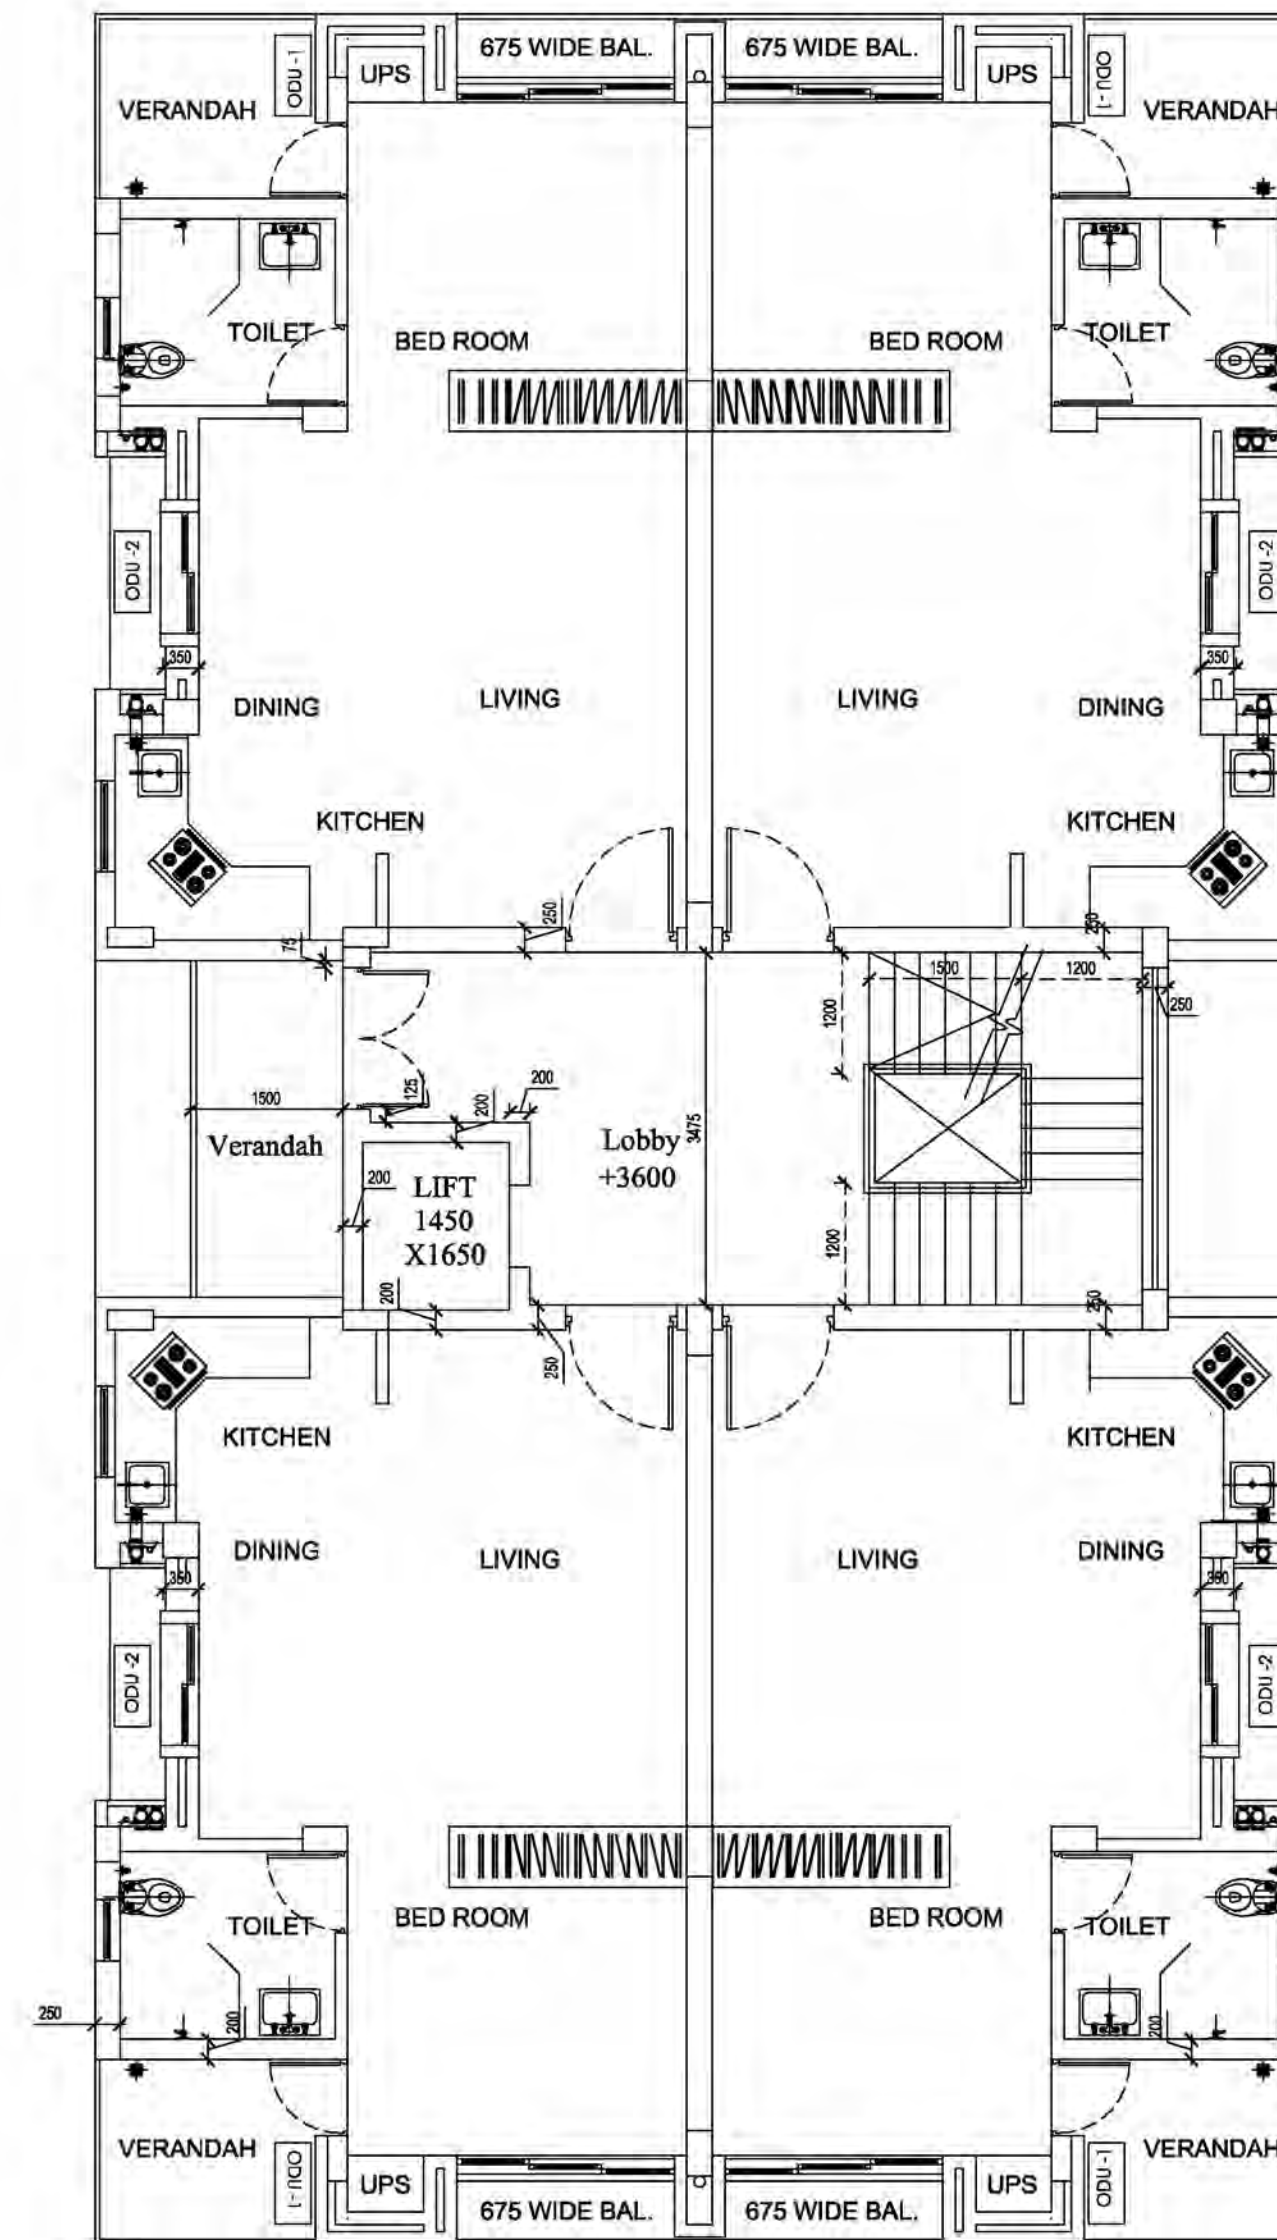 675 WIDE BAL.
675 WIDE BAL.
UPS
UPS
ODU -1
ODU -1
VERANDAH
VERANDAH
TOILET
BED ROOM
BED ROOM
TOILET
ODU -2
ODU -2
350
350
DINING
LIVING
LIVING
DINING
KITCHEN
KITCHEN
250
250
75
1500
1200
250
1200
1500
125
200
200
3475
Verandah
Lobby
+3600
200
LIFT
1450
X1650
1200
200
250
250
KITCHEN
KITCHEN
DINING
LIVING
LIVING
DINING
350
350
ODU -2
ODU -2
BED ROOM
BED ROOM
TOILET
TOILET
250
200
200
VERANDAH
VERANDAH
ODU -1
ODU -1
UPS
UPS
675 WIDE BAL.
675 WIDE BAL.